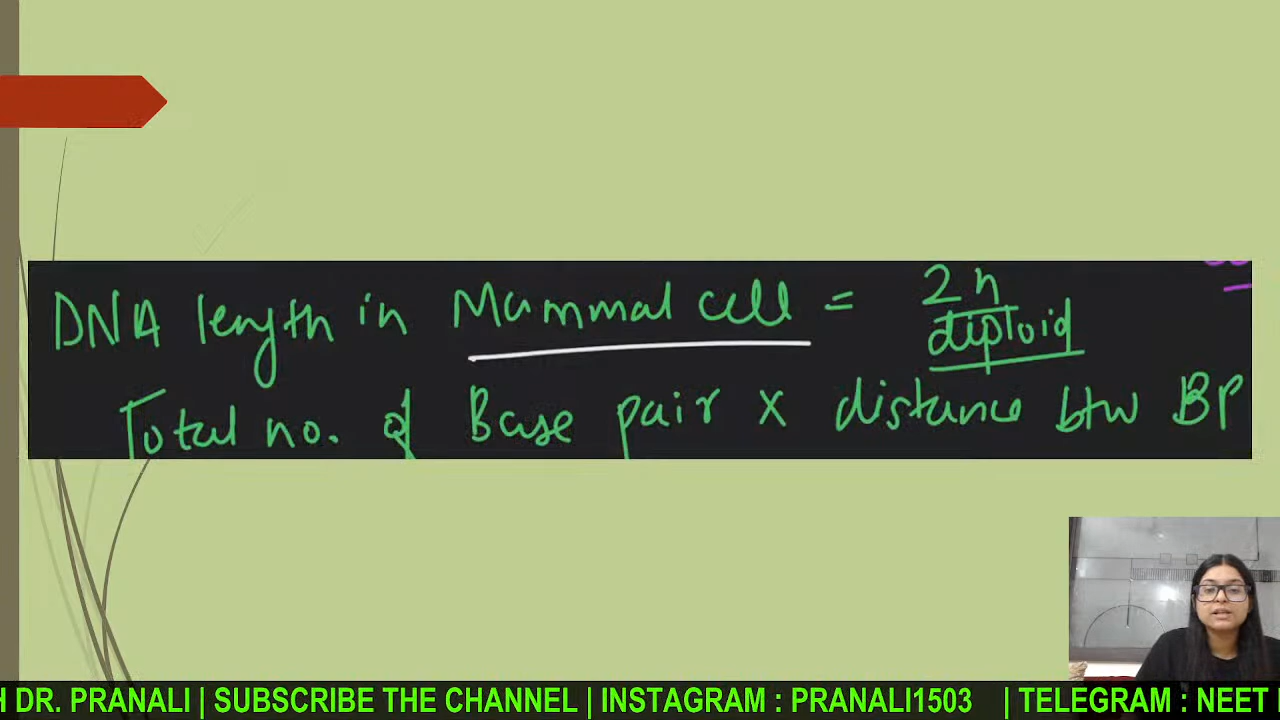 DNA length in Mammal cell = 2n
diploid
Total no. of Base pair x distance btw BP
H DR. PRANALI | SUBSCRIBE THE CHANNEL | INSTAGRAM : PRANALI1503 | TELEGRAM : NEET